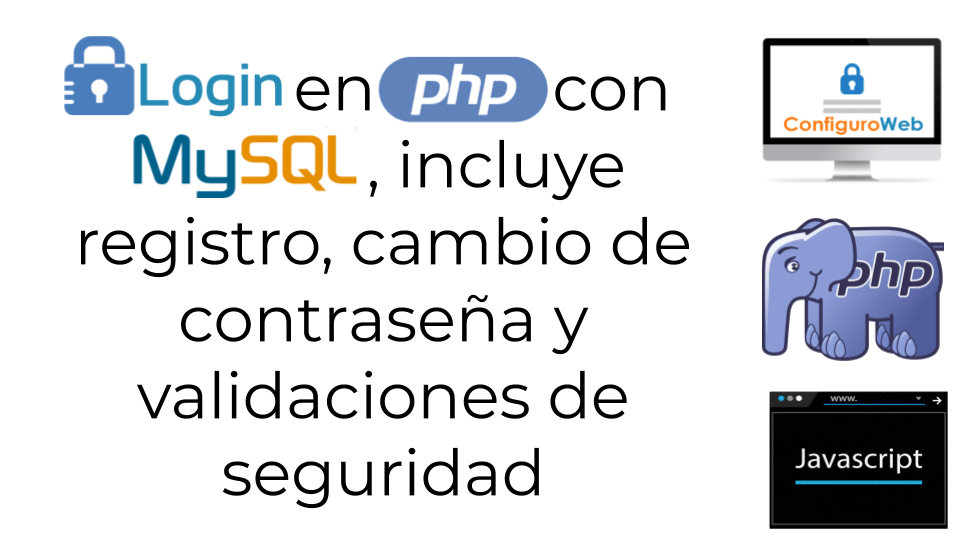 Login en php con
MySQL, incluye
registro, cambio de
contraseña y
validaciones de
seguridad
ConfiguroWeb
php
www.
Javascript